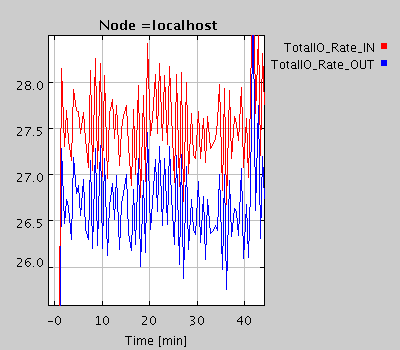 Node =localhost
TotalIO_Rate_IN
TotalIO_Rate_OUT
28.0
27.5
27.0
26.5
26.0
-0 10 20 30 40
Time [min]